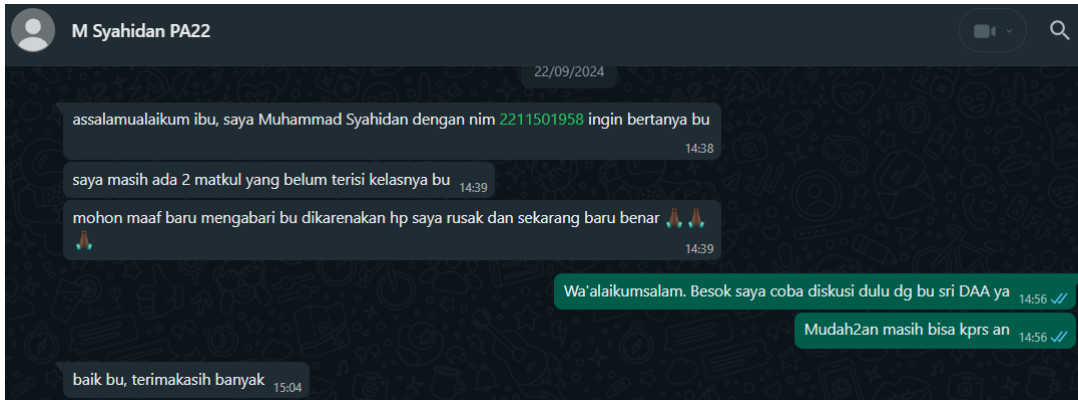 M Syahidan PA22
22/09/2024
assalamualaikum ibu, saya Muhammad Syahidan dengan nim 2211501958 ingin bertanya bu
14:38
saya masih ada 2 matkul yang belum terisi kelasnya bu 14:39
mohon maaf baru mengabari bu dikarenakan hp saya rusak dan sekarang baru benar 🙏🏿 🙏🏿
🙏🏿
14:39
Wa'alaikumsalam. Besok saya coba diskusi dulu dg bu sri DAA ya 14:56
Mudah2an masih bisa kprs an 14:56
baik bu, terimakasih banyak 15:04